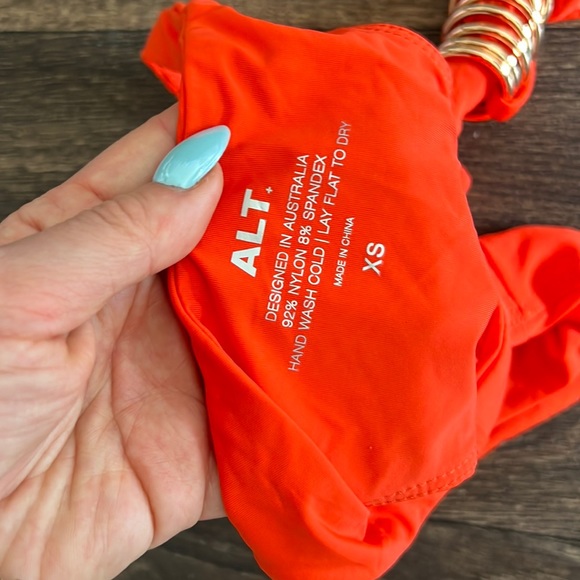 ALT.+
DESIGNED IN AUSTRALIA
92% NYLON 8% SPANDEX
HAND WASH COLD | LAY FLAT TO DRY
MADE IN CHINA
XS